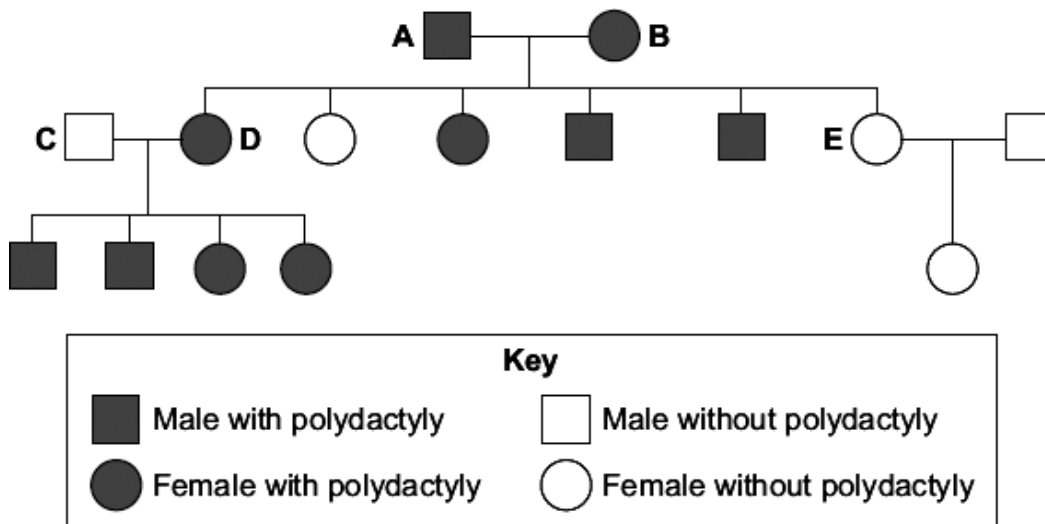 A B
C D E
Key
Male with polydactyly Male without polydactyly
Female with polydactyly Female without polydactyly